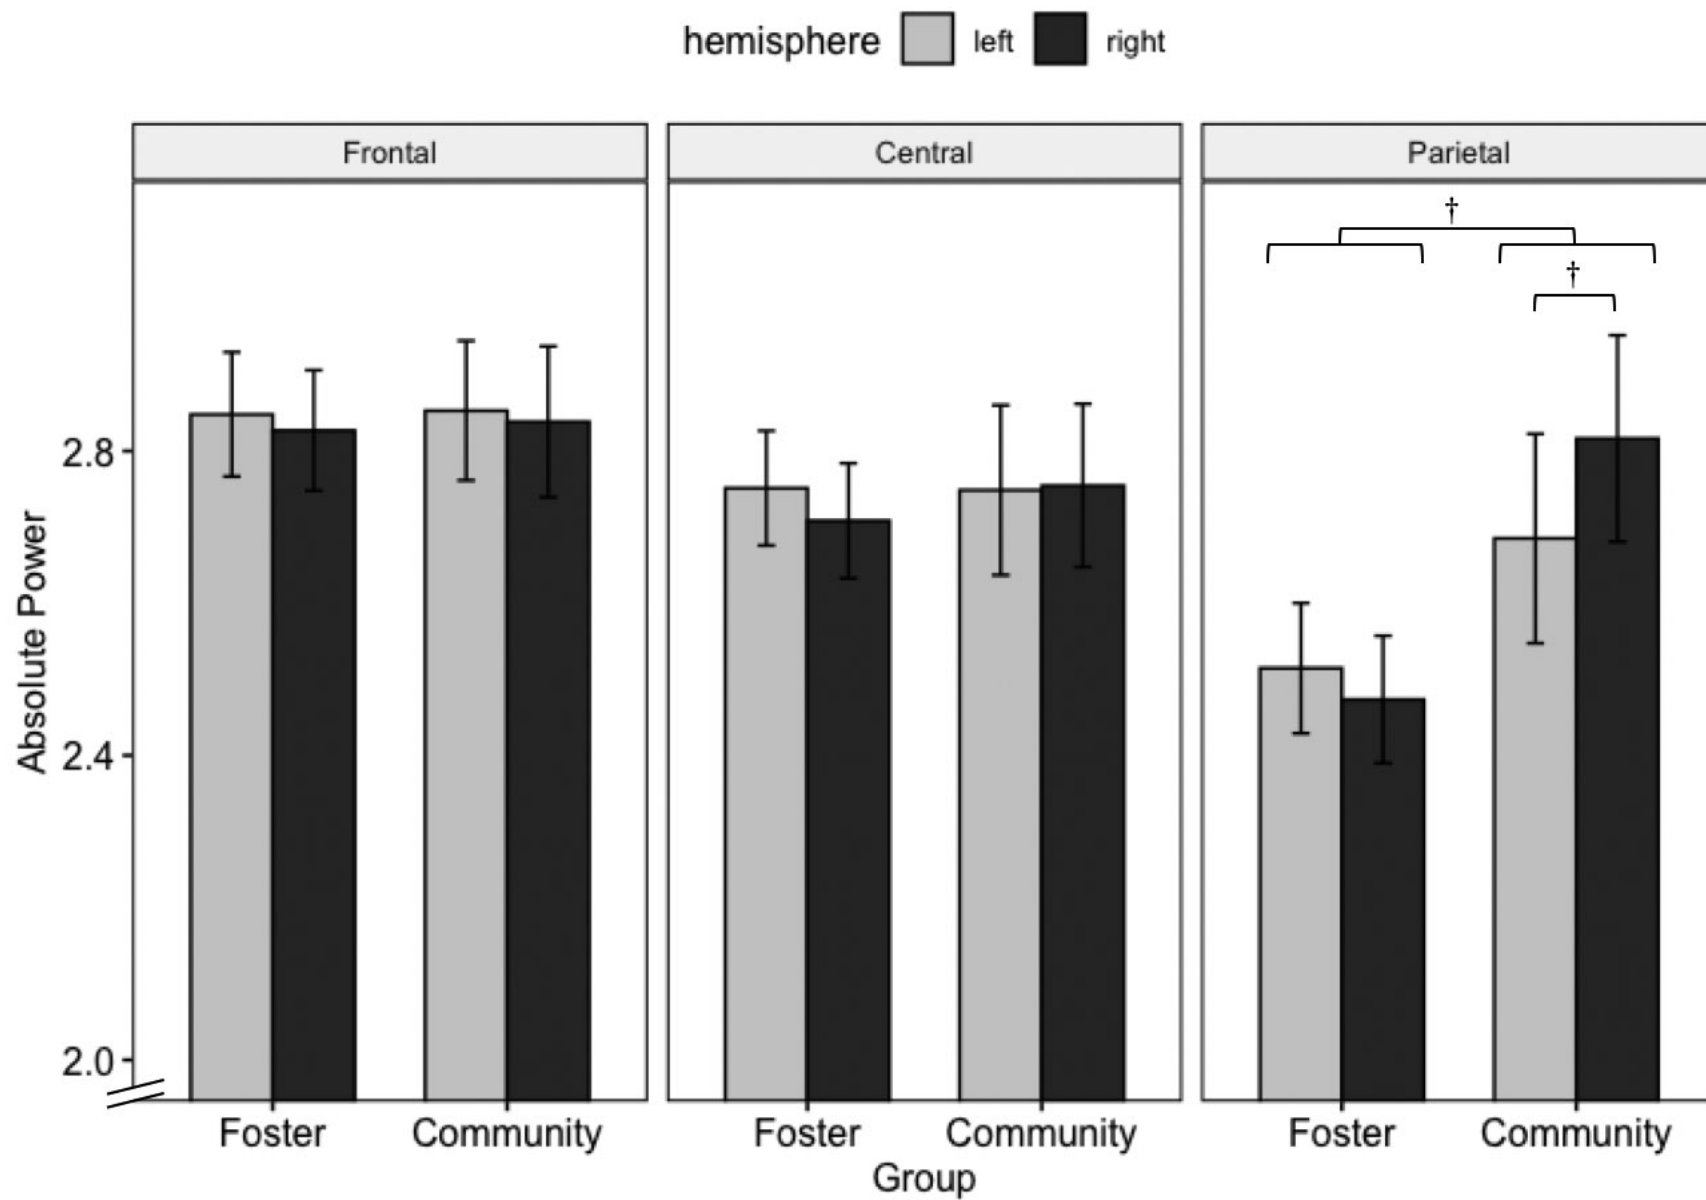 hemisphere left right
Frontal Central Parietal
†
†
2.8
2.4
2.0
Absolute Power
Foster Community Foster Community Foster Community
Group